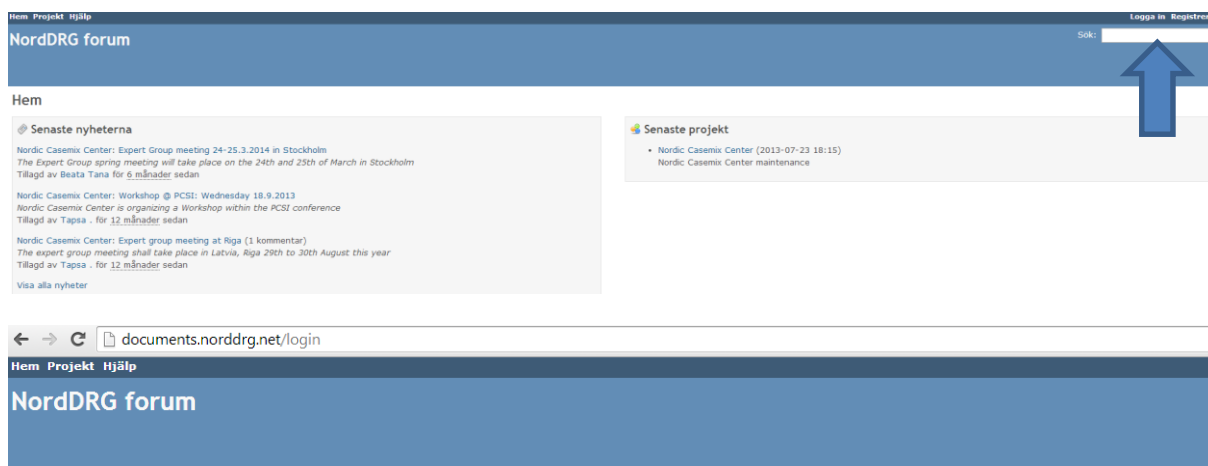 Hem Projekt Hjälp
Logga in Registrer
NordDRG forum
Sök:
Hem
Senaste nyheterna
Nordic Casemix Center: Expert Group meeting 24-25.3.2014 in Stockholm
The Expert Group spring meeting will take place on the 24th and 25th of March in Stockholm
Tillagd av Beata Tana för 6 månader sedan
Nordic Casemix Center: Workshop @ PCSI: Wednesday 18.9.2013
Nordic Casemix Center is organizing a Workshop within the PCSI conference
Tillagd av Tapsa . för 12 månader sedan
Nordic Casemix Center: Expert group meeting at Riga (1 kommentar)
The expert group meeting shall take place in Latvia, Riga 29th to 30th August this year
Tillagd av Tapsa . för 12 månader sedan
Visa alla nyheter
Senaste projekt
• Nordic Casemix Center (2013-07-23 18:15)
Nordic Casemix Center maintenance
documents.norddrg.net/login
Hem Projekt Hjälp
NordDRG forum